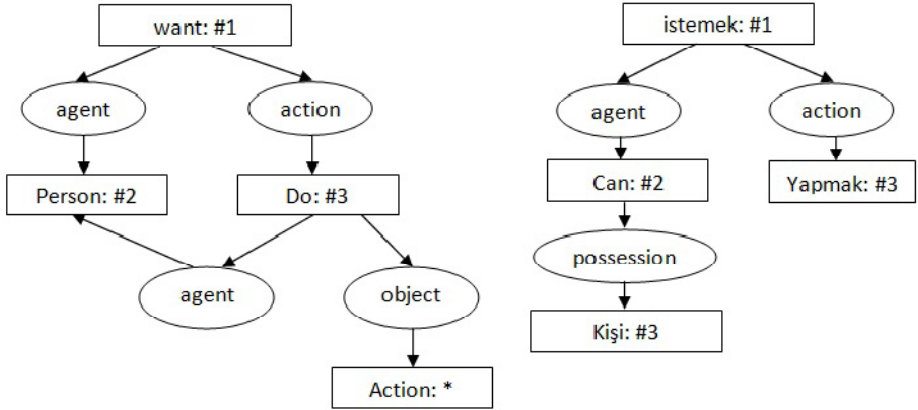 want: #1
agent
action
Person: #2
Do: #3
agent
object
Action: *
istemek: #1
agent
action
Can: #2
Yapmak: #3
possession
Kişi: #3